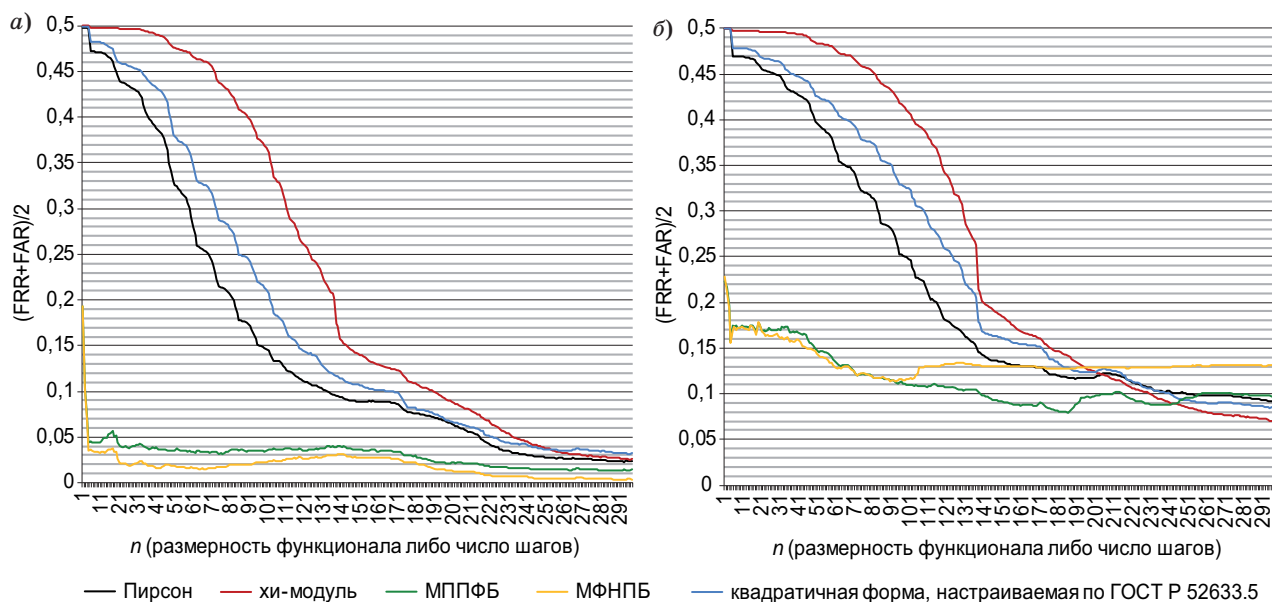 а)
0,5
0,45
0,4
0,35
0,3
0,25
0,2
0,15
0,1
0,05
0
(FRR+FAR)/2
1 11 21 31 41 51 61 71 81 91 101 111 121 131 141 151 161 171 181 191 201 211 221 231 241 251 261 271 281 291
n (размерность функционала либо число шагов)
б)
0,5
0,45
0,4
0,35
0,3
0,25
0,2
0,15
0,1
0,05
0
(FRR+FAR)/2
1 11 21 31 41 51 61 71 81 91 101 111 121 131 141 151 161 171 181 191 201 211 221 231 241 251 261 271 281 291
n (размерность функционала либо число шагов)
Пирсон
хи-модуль
МППФБ
МФНПБ
квадратичная форма, настраиваемая по ГОСТ Р 52633.5